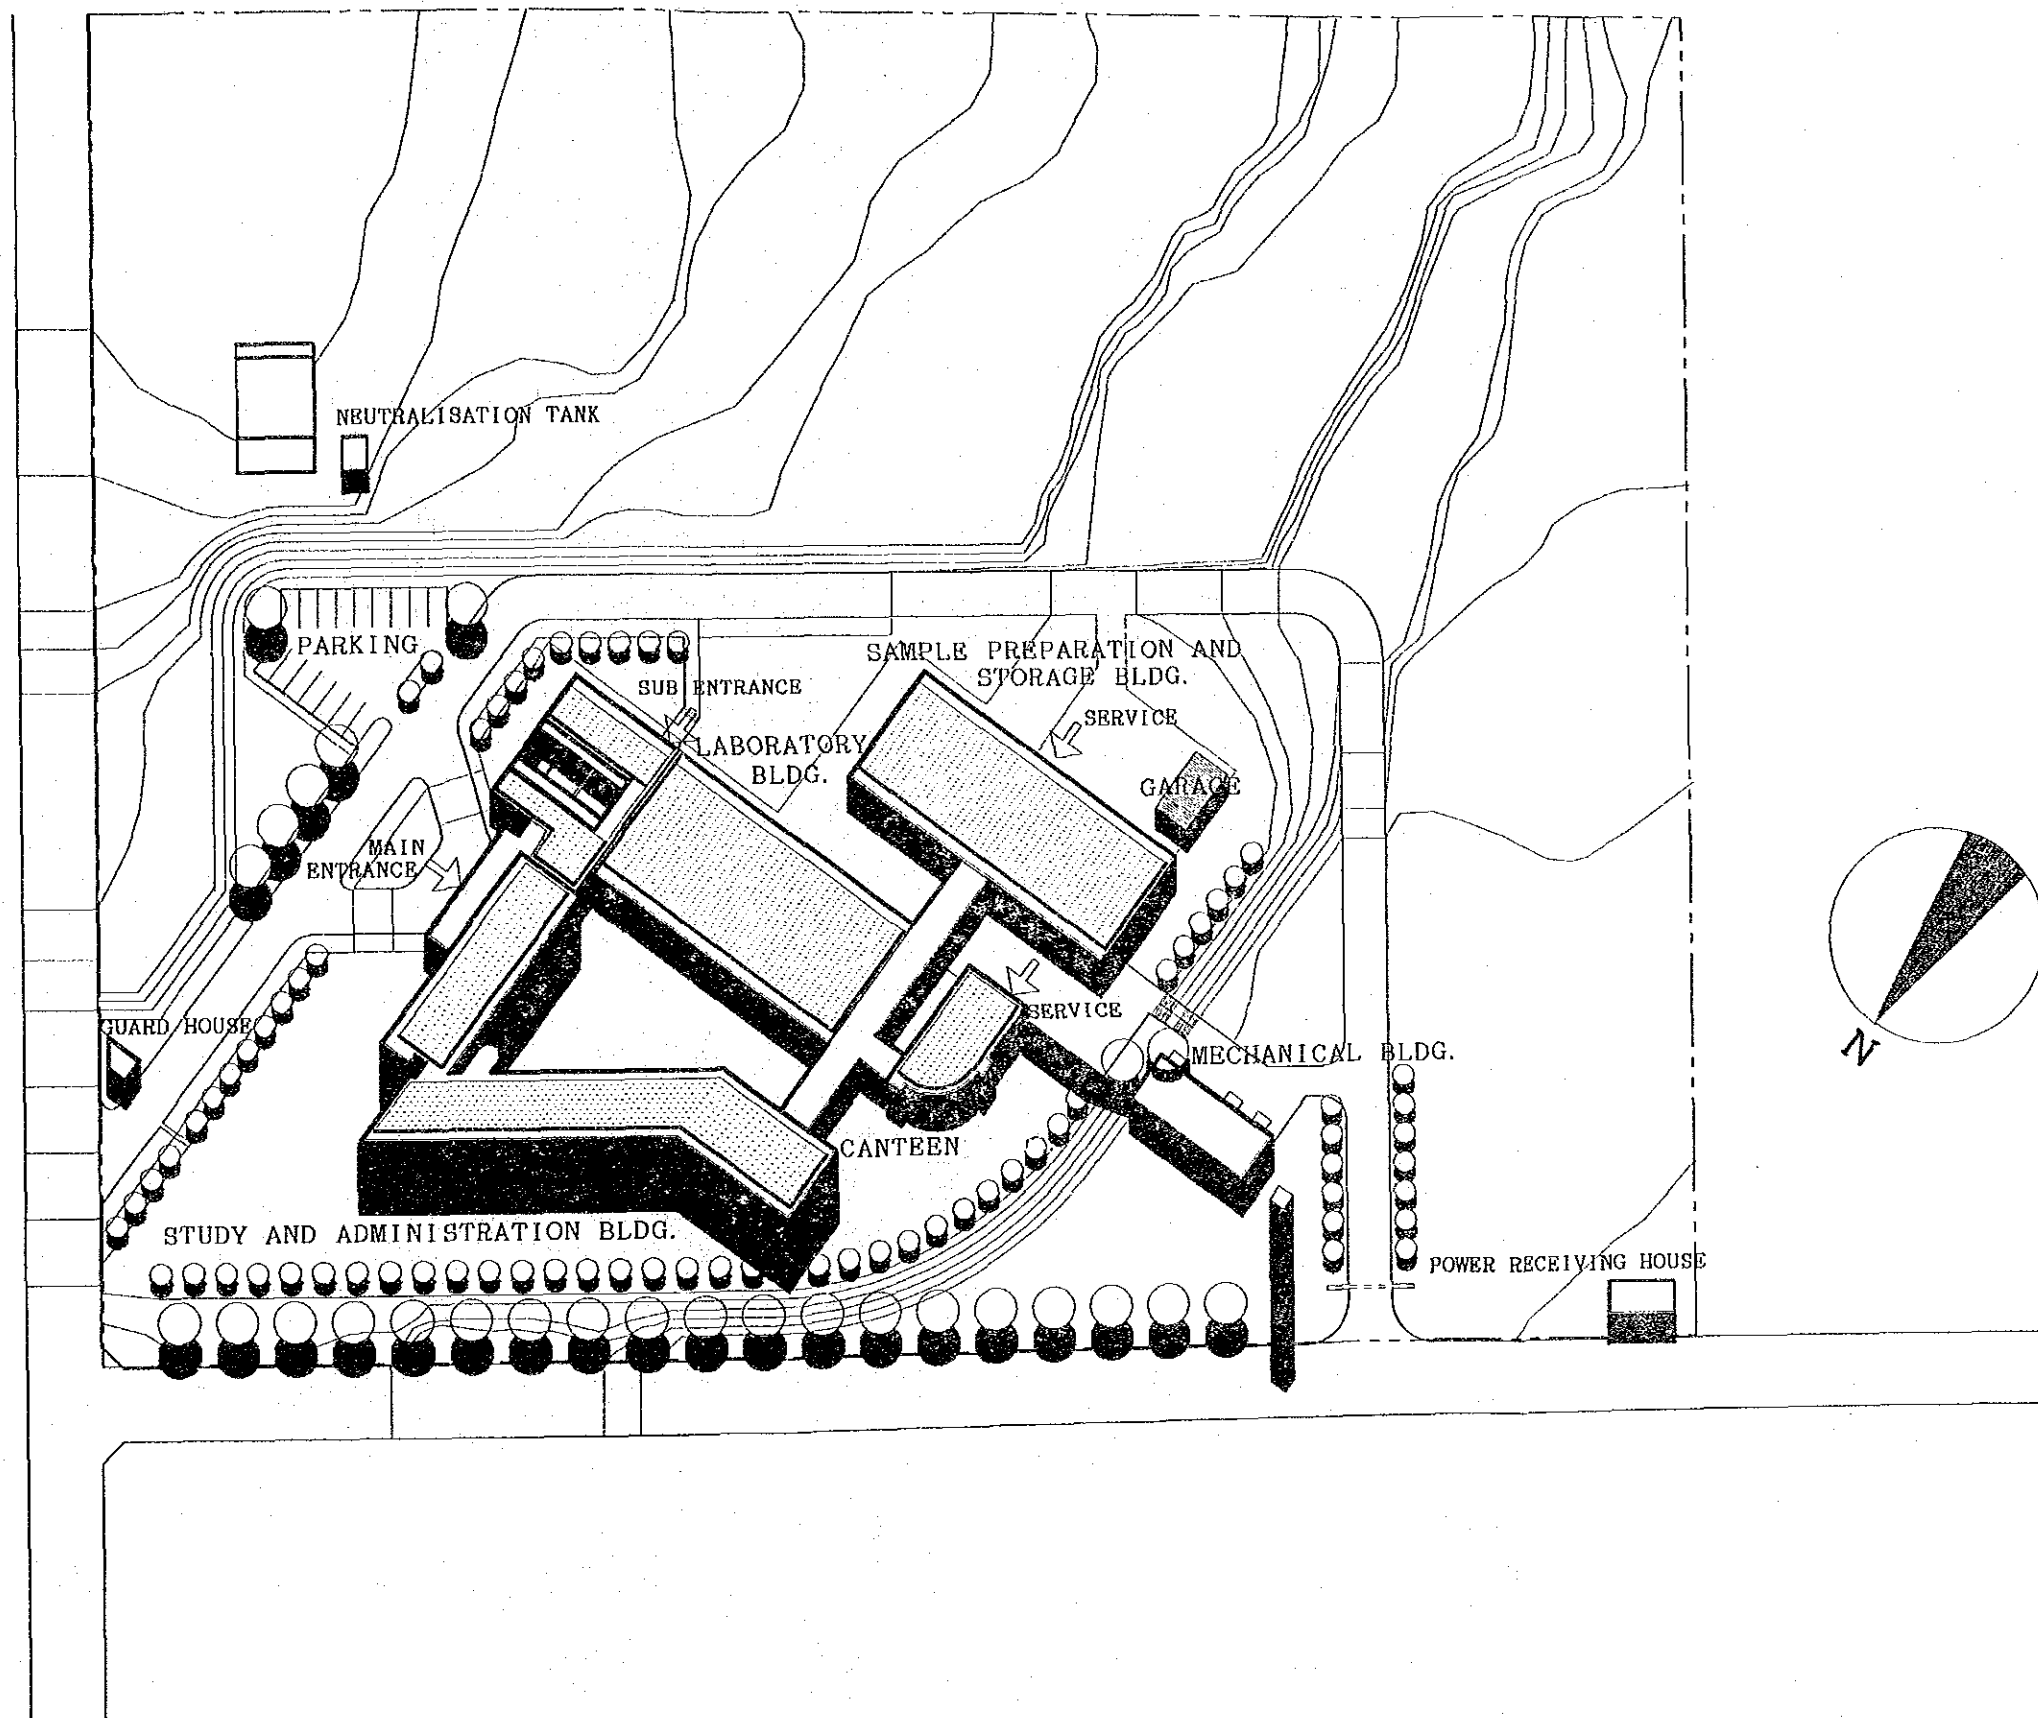 NEUTRALISATION TANK
PARKING
SAMPLE PREPARATION AND
STORAGE BLDG.
SUB ENTRANCE
SERVICE
LABORATORY
BLDG.
GARAGE
MAIN
ENTRANCE
SERVICE
GUARD HOUSE
MECHANICAL BLDG.
N
CANTEEN
STUDY AND ADMINISTRATION BLDG.
POWER RECEIVING HOUSE